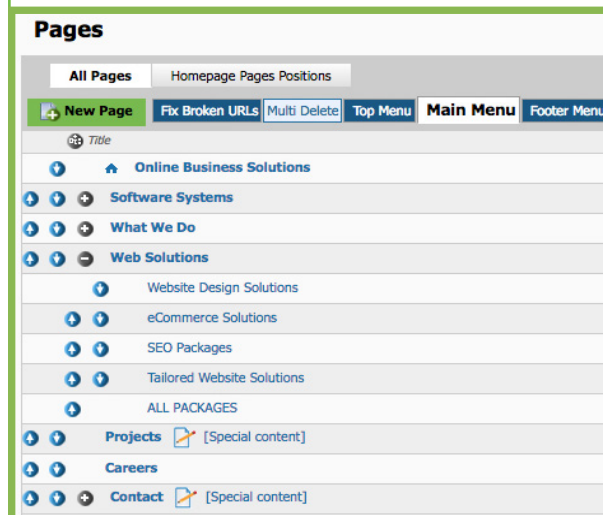 Pages
All Pages Homepage Pages Positions
New Page Fix Broken URLs Multi Delete Top Menu Main Menu Footer Menu
Title
Online Business Solutions
Software Systems
What We Do
Web Solutions
Website Design Solutions
eCommerce Solutions
SEO Packages
Tailored Website Solutions
ALL PACKAGES
Projects [Special content]
Careers
Contact [Special content]